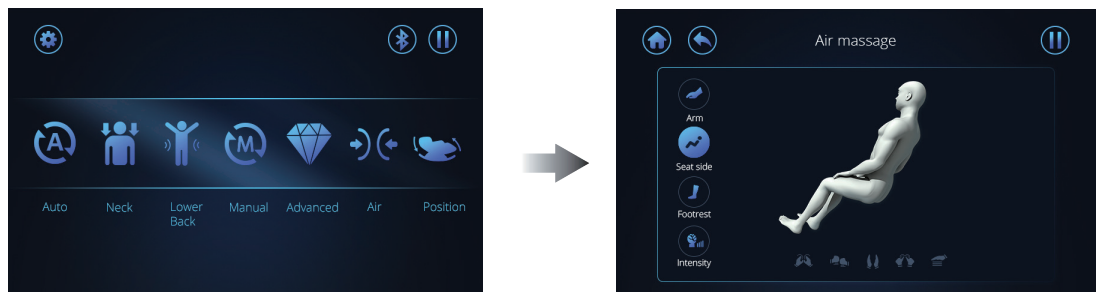 A
M
Auto
Neck
Lower
Back
Manual
Advanced
Air
Position
Air massage
Arm
Seat side
Footrest
Intensity